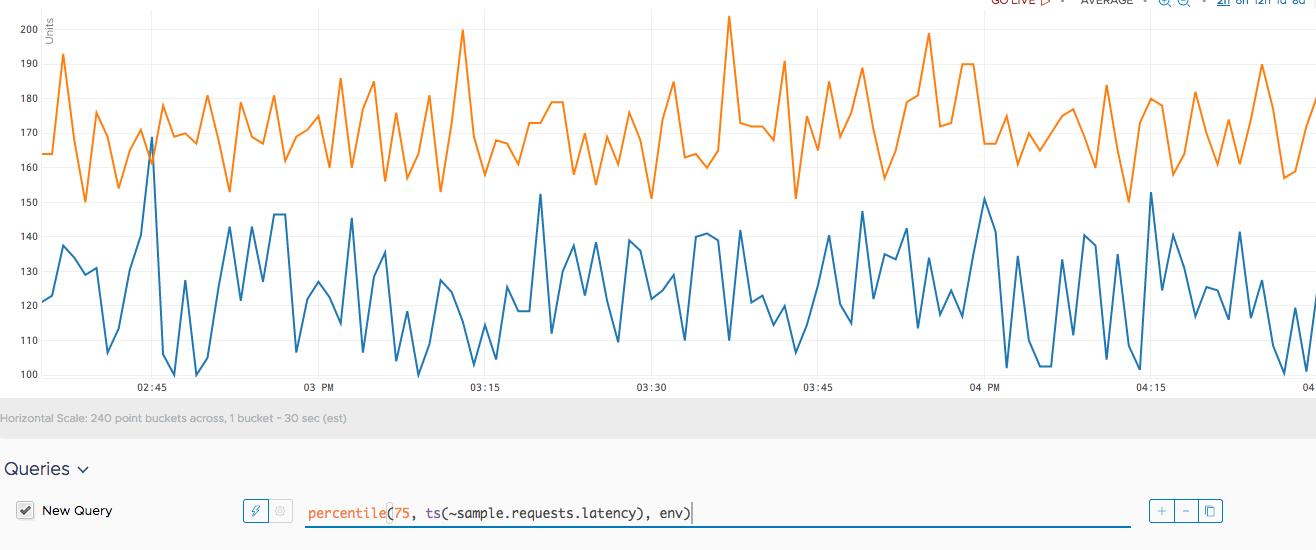 GO LIVE • AVERAGE • 2h 6h 12h 1d 8d
Units
200
190
180
170
160
150
140
130
120
110
100
02:45 03 PM 03:15 03:30 03:45 04 PM 04:15 04
Horizontal Scale: 240 point buckets across, 1 bucket ~ 30 sec (est)
Queries
New Query percentile(75, ts(~sample.requests.latency), env)